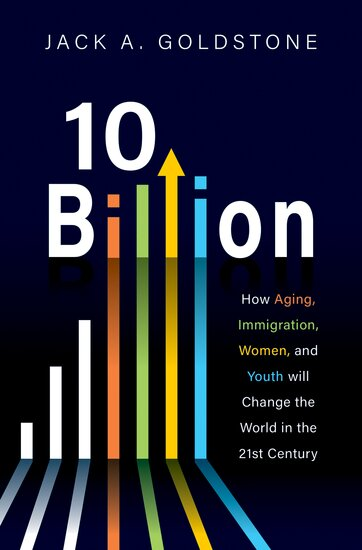 JACK A. GOLDSTONE
10
Billion
How Aging,
Immigration,
Women, and
Youth will
Change the
World in the
21st Century